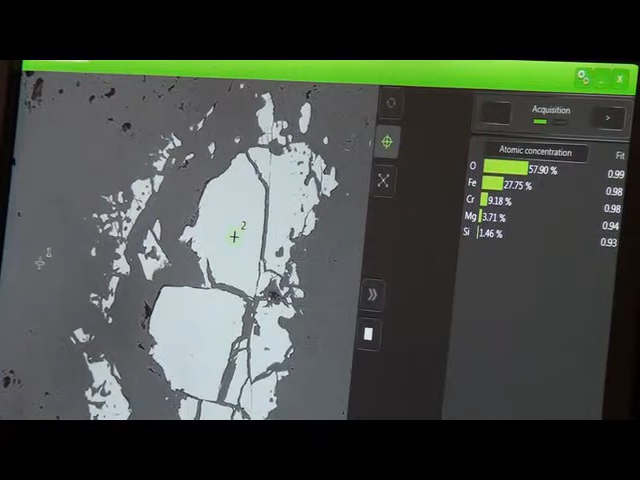 x
Acquisition
>
Atomic concentration Fit
O 57.90 % 0.99
Fe 27.75 % 0.98
Cr 9.18 % 0.98
Mg 3.71 % 0.94
Si 1.46 % 0.93
2